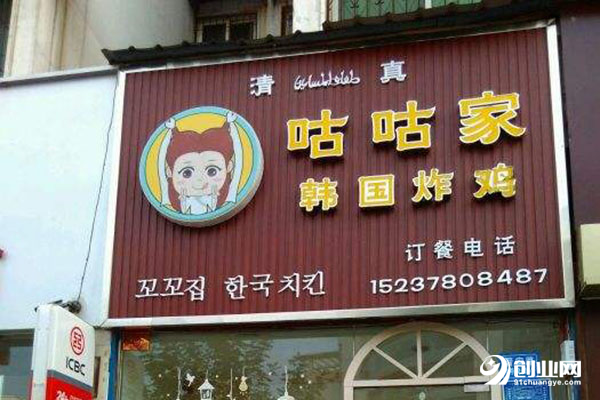 清 真
咕咕家
韩国炸鸡
订餐电话
꼬꼬집 한국치킨
15237808487
ICBC
创业网
91chuangye.com